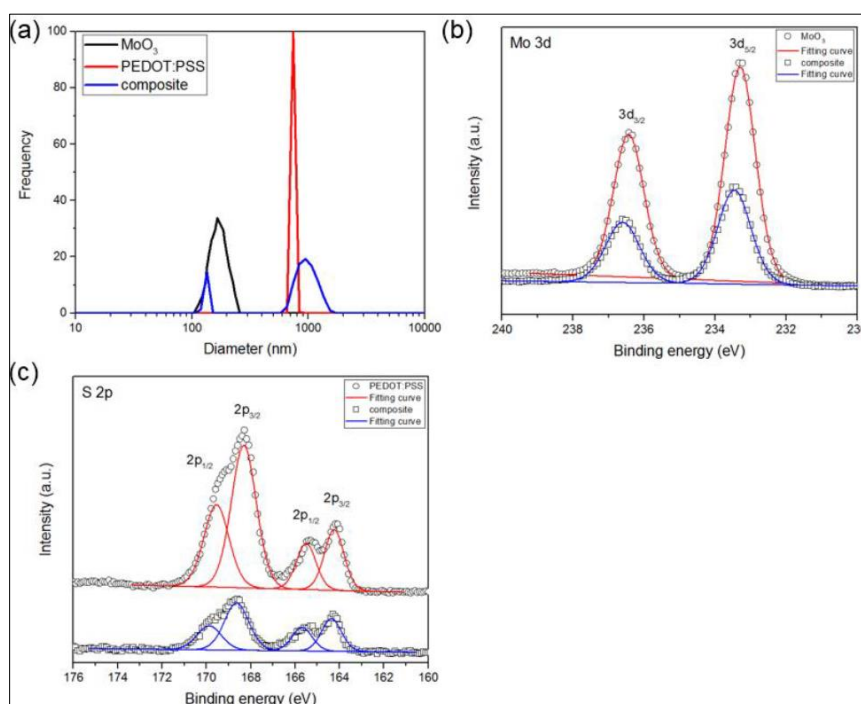 (a)
100
80
60
40
20
0
Frequency
MoO₃
PEDOT:PSS
composite
10
100
1000
10000
Diameter (nm)
(b)
Mo 3d
3d₅/₂
3d₃/₂
MoO₃
Fitting curve
composite
Fitting curve
Intensity (a.u.)
240
238
236
234
232
230
Binding energy (eV)
(c)
S 2p
2p₃/₂
2p₁/₂
2p₁/₂
2p₃/₂
PEDOT:PSS
Fitting curve
composite
Fitting curve
Intensity (a.u.)
176
174
172
170
168
166
164
162
160
Binding energy (eV)